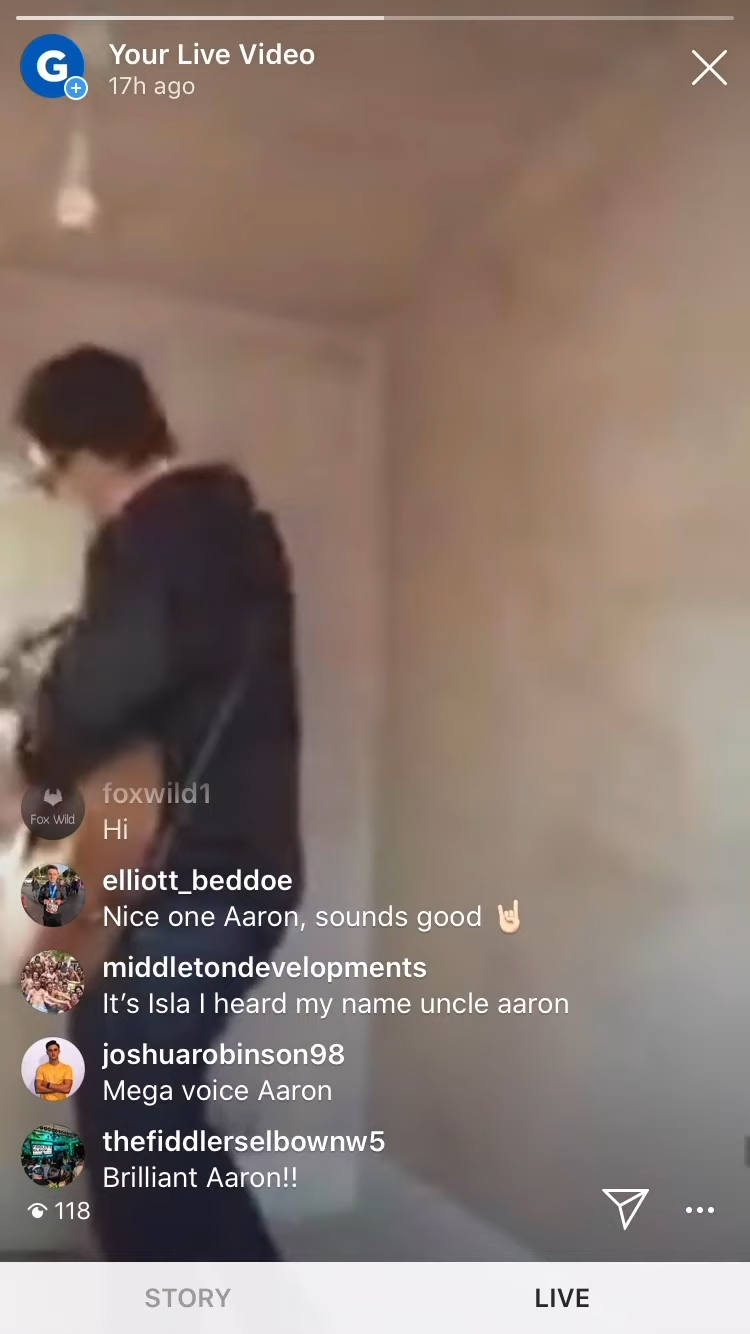 G
Your Live Video
17h ago
foxwild1
Fox Wild
Hi
elliott_beddoe
Nice one Aaron, sounds good 🤘🏻
middletondevelopments
It’s Isla I heard my name uncle aaron
joshuarobinson98
Mega voice Aaron
thefiddlerselbownw5
Brilliant Aaron!!
118
STORY
LIVE